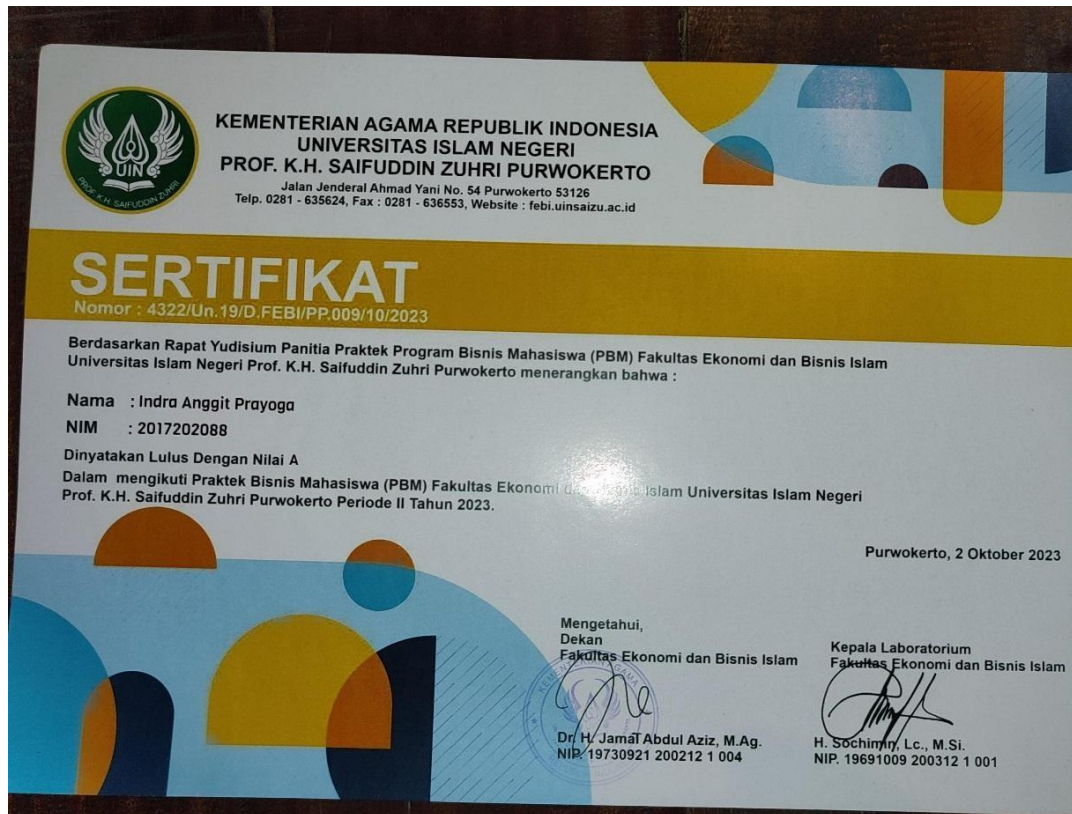 KEMENTERIAN AGAMA REPUBLIK INDONESIA
UNIVERSITAS ISLAM NEGERI
PROF. K.H. SAIFUDDIN ZUHRI PURWOKERTO
Jalan Jenderal Ahmad Yani No. 54 Purwokerto 53126
Telp. 0281 - 635624, Fax : 0281 - 636553, Website : febi.uinsaizu.ac.id
UIN
PROF. K.H. SAIFUDDIN ZUHRI
SERTIFIKAT
Nomor : 4322/Un.19/D.FEBI/PP.009/10/2023
Berdasarkan Rapat Yudisium Panitia Praktek Program Bisnis Mahasiswa (PBM) Fakultas Ekonomi dan Bisnis Islam
Universitas Islam Negeri Prof. K.H. Saifuddin Zuhri Purwokerto menerangkan bahwa :
Nama : Indra Anggit Prayoga
NIM : 2017202088
Dinyatakan Lulus Dengan Nilai A
Dalam mengikuti Praktek Bisnis Mahasiswa (PBM) Fakultas Ekonomi Islam Universitas Islam Negeri
Prof. K.H. Saifuddin Zuhri Purwokerto Periode II Tahun 2023.
Purwokerto, 2 Oktober 2023
Mengetahui,
Dekan
Fakultas Ekonomi dan Bisnis Islam
KEMENTERIAN AGAMA
Dr. H. Jamal Abdul Aziz, M.Ag.
NIP. 19730921 200212 1 004
Kepala Laboratorium
Fakultas Ekonomi dan Bisnis Islam
H. Sochimin, Lc., M.Si.
NIP. 19691009 200312 1 001